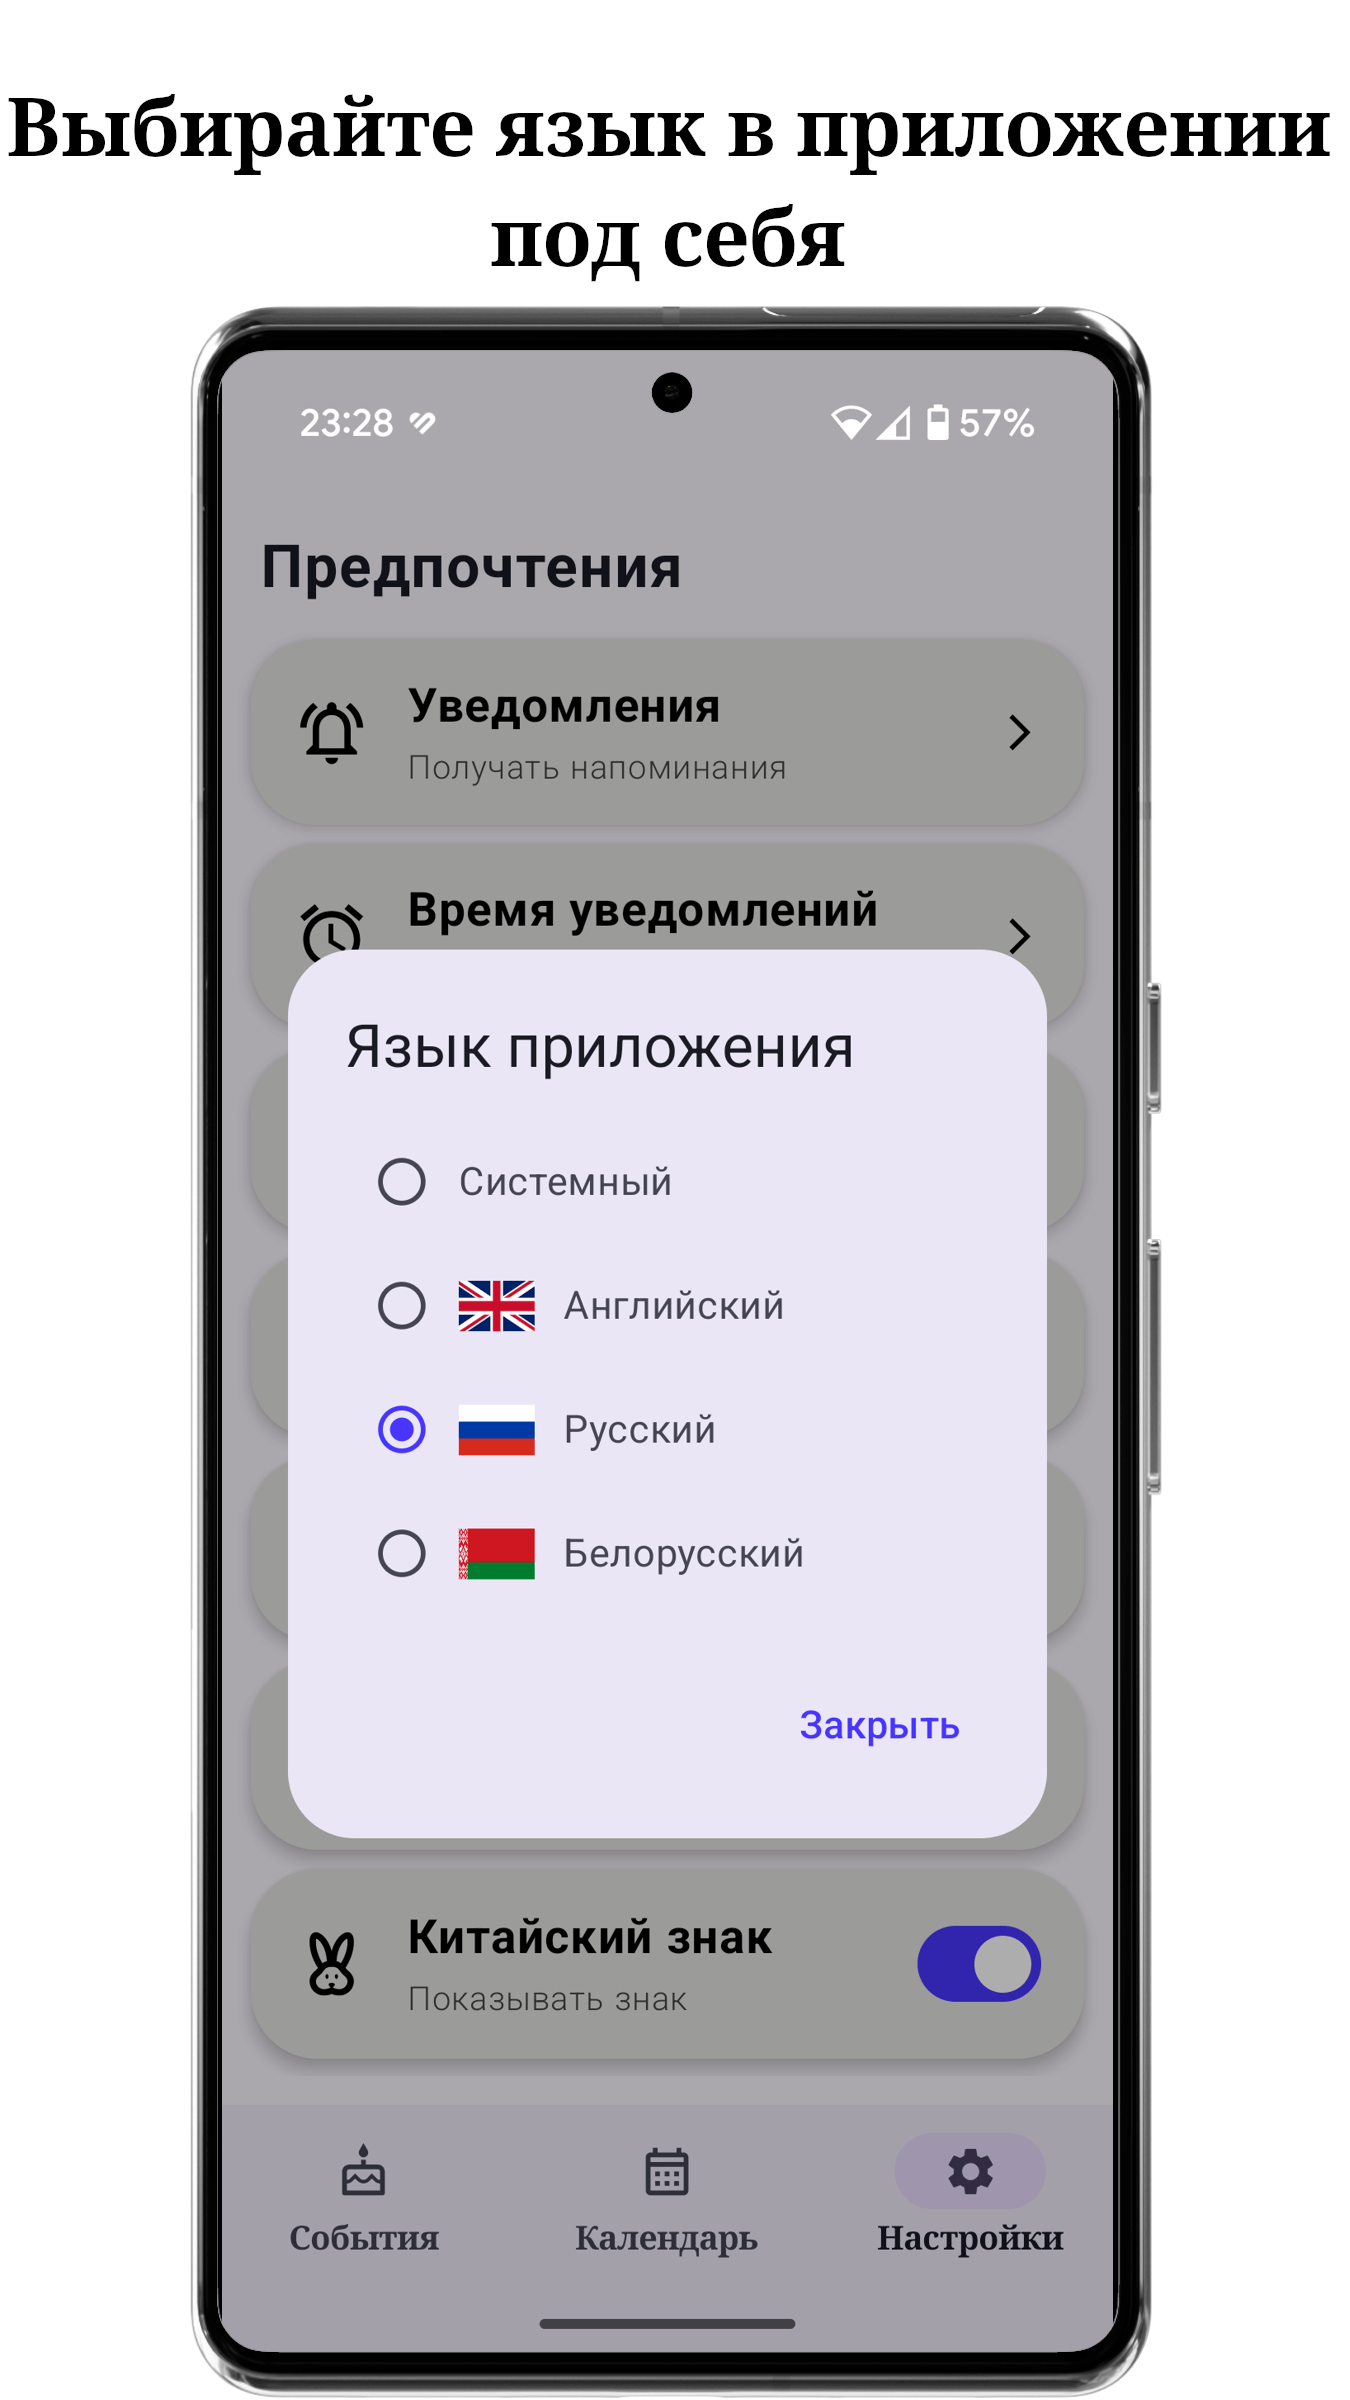 Выбирайте язык в приложении
под себя
23:28
57%
Предпочтения
Уведомления
Получать напоминания
Время уведомлений
Язык приложения
Системный
Английский
Русский
Белорусский
Закрыть
Китайский знак
Показывать знак
События
Календарь
Настройки